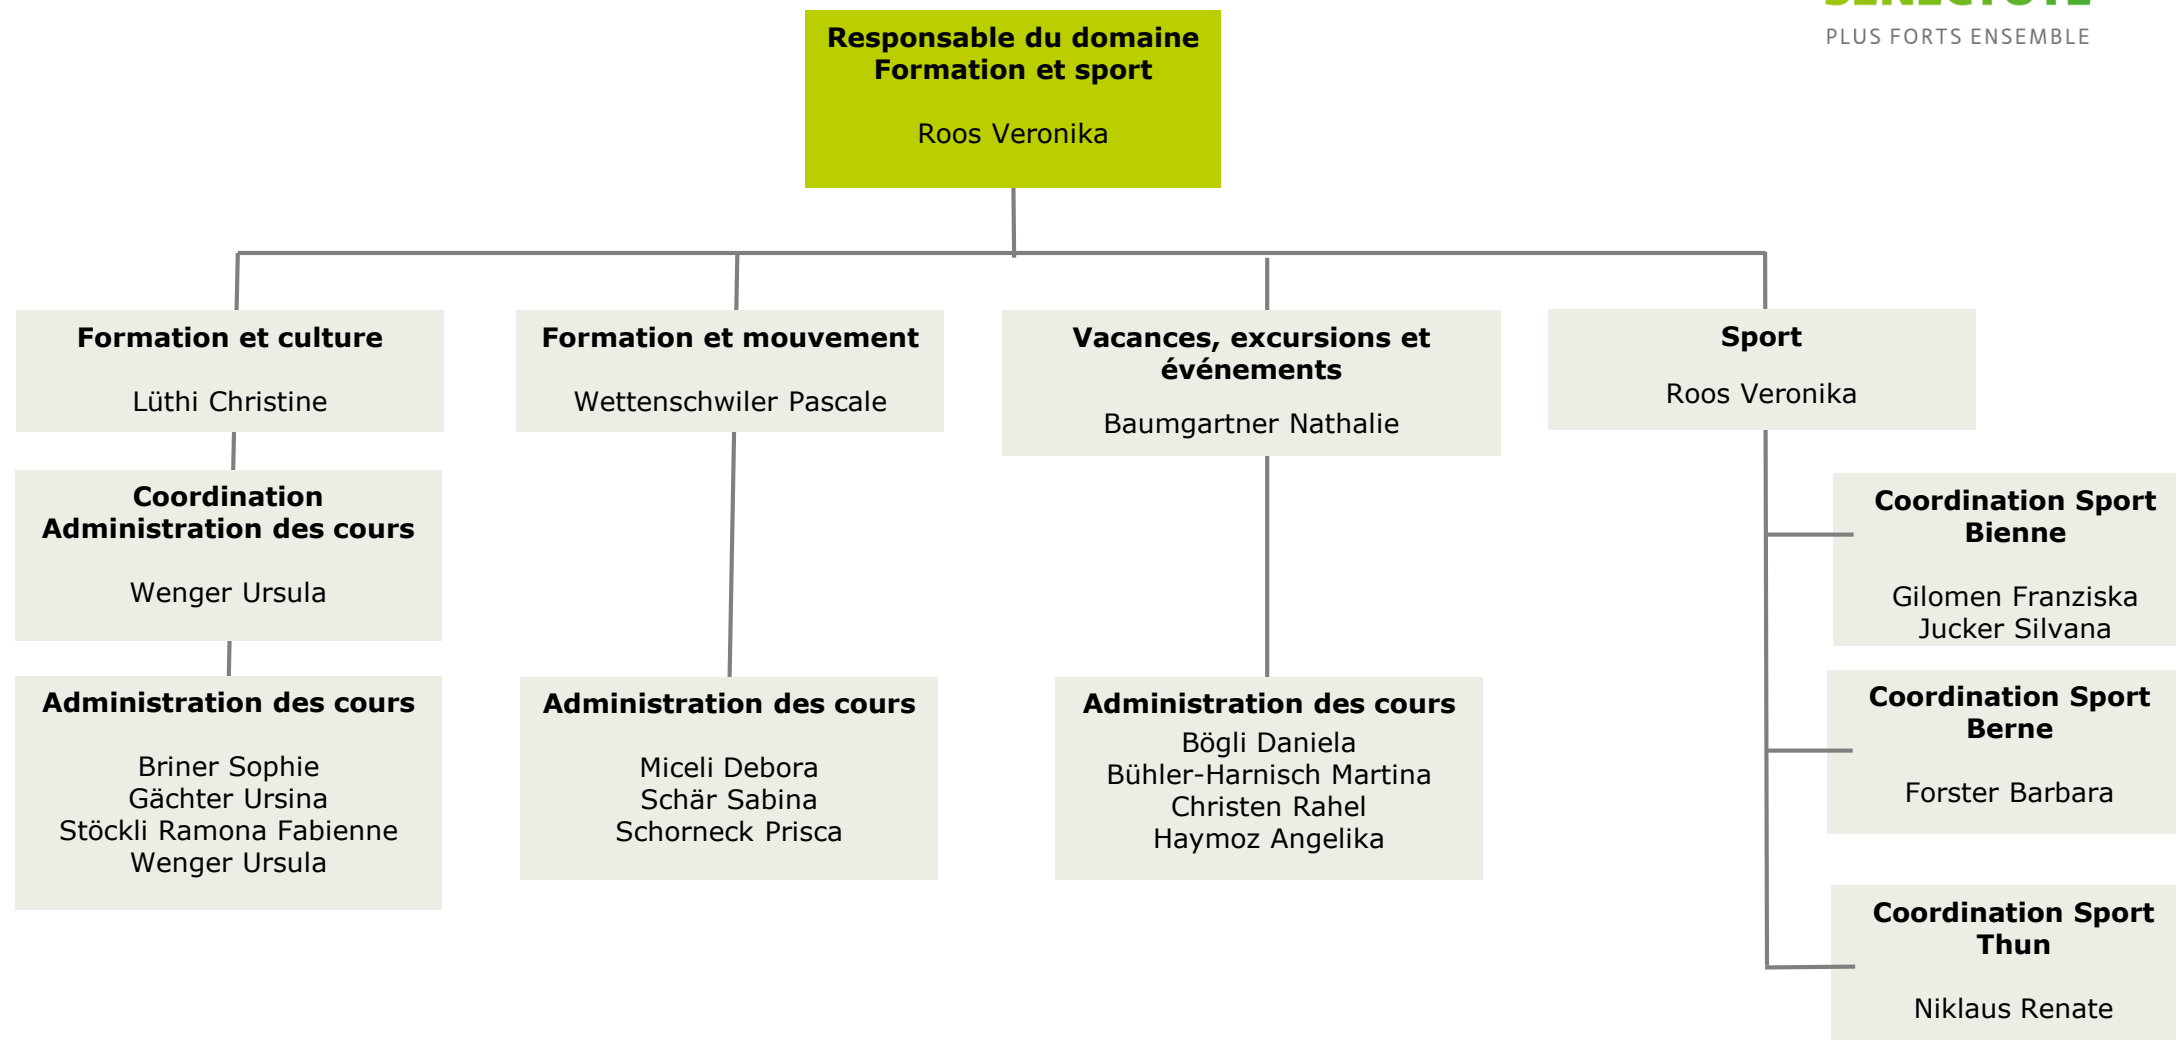 SENECTUTE
PLUS FORTS ENSEMBLE
Responsable du domaine
Formation et sport
Roos Veronika
Formation et culture
Lüthi Christine
Formation et mouvement
Wettenschwiler Pascale
Vacances, excursions et
événements
Baumgartner Nathalie
Sport
Roos Veronika
Coordination
Administration des cours
Wenger Ursula
Administration des cours
Briner Sophie
Gächter Ursina
Stöckli Ramona Fabienne
Wenger Ursula
Administration des cours
Miceli Debora
Schär Sabina
Schorneck Prisca
Administration des cours
Bögli Daniela
Bühler-Harnisch Martina
Christen Rahel
Haymoz Angelika
Coordination Sport
Bienne
Gilomen Franziska
Jucker Silvana
Coordination Sport
Berne
Forster Barbara
Coordination Sport
Thun
Niklaus Renate